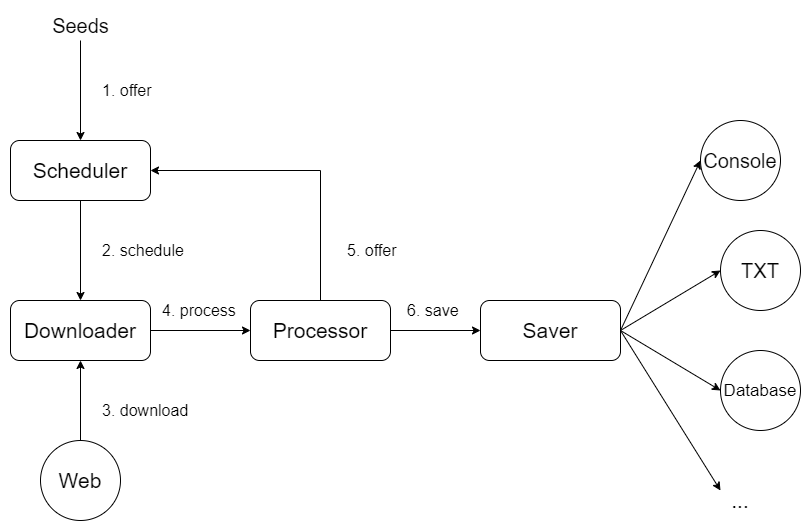 Seeds
1. offer
Scheduler
Console
2. schedule
5. offer
TXT
4. process
6. save
Downloader
Processor
Saver
Database
3. download
Web
...